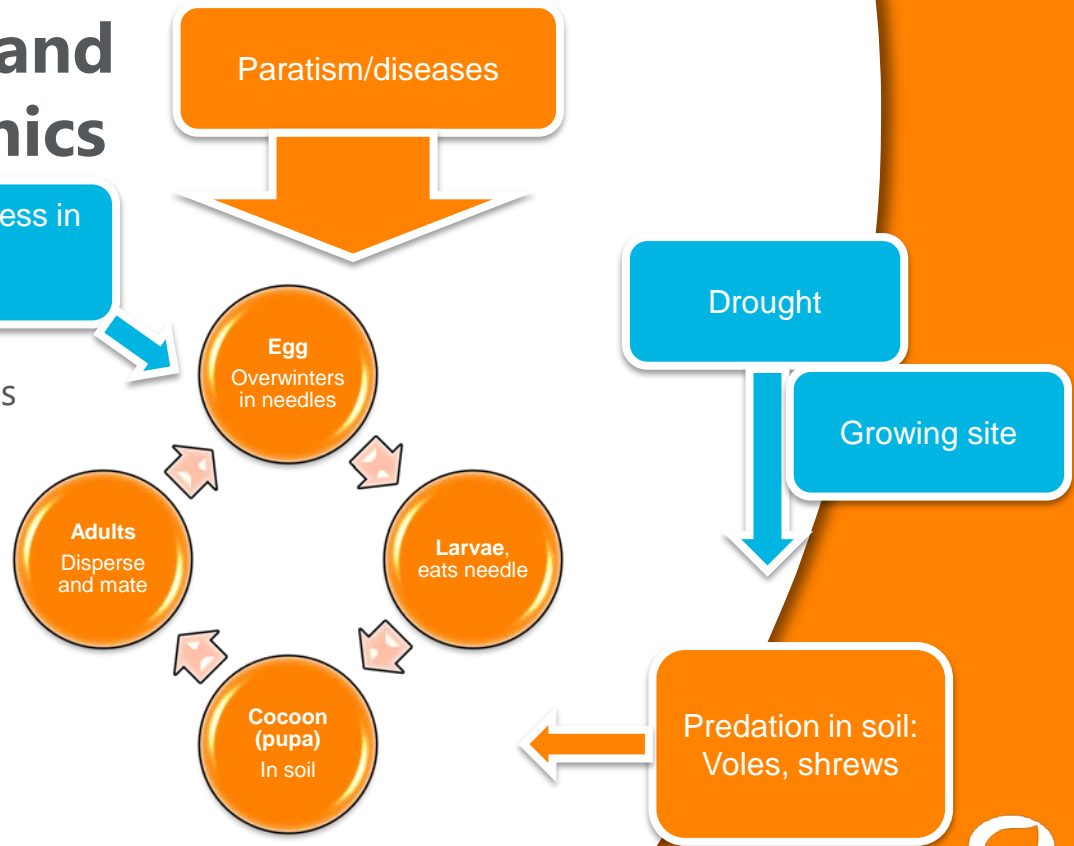 and
Paratism/diseases
ess in
Drought
Egg
Overwinters
in needles
s
Growing site
Adults
Disperse
and mate
Larvae,
eats needle
Cocoon
(pupa)
In soil
Predation in soil:
Voles, shrews